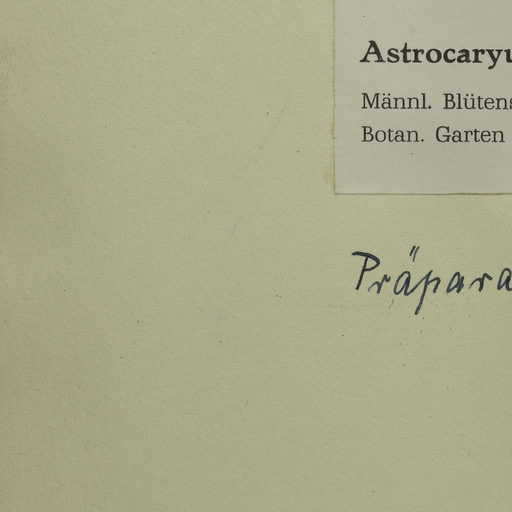 Astrocaryu
Männl. Blütens
Botan. Garten
Präpara